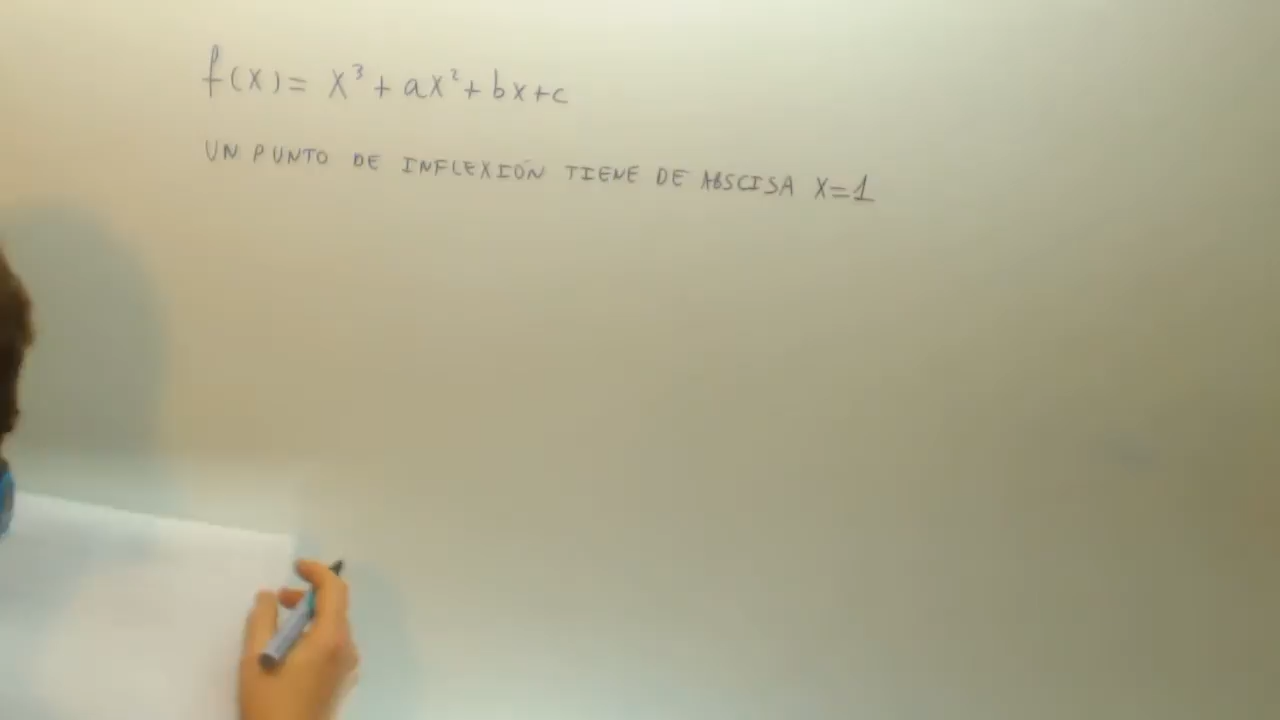 f(x) = x³ + ax² + bx + c
UN PUNTO DE INFLEXIÓN TIENE DE ABSCISA X=1